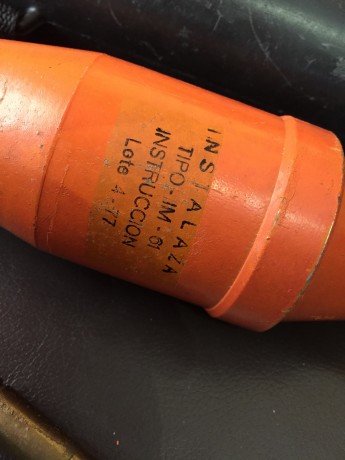 INSTALAZA
TIPO-IM-61
INSTRUCCION
Lote 4-77